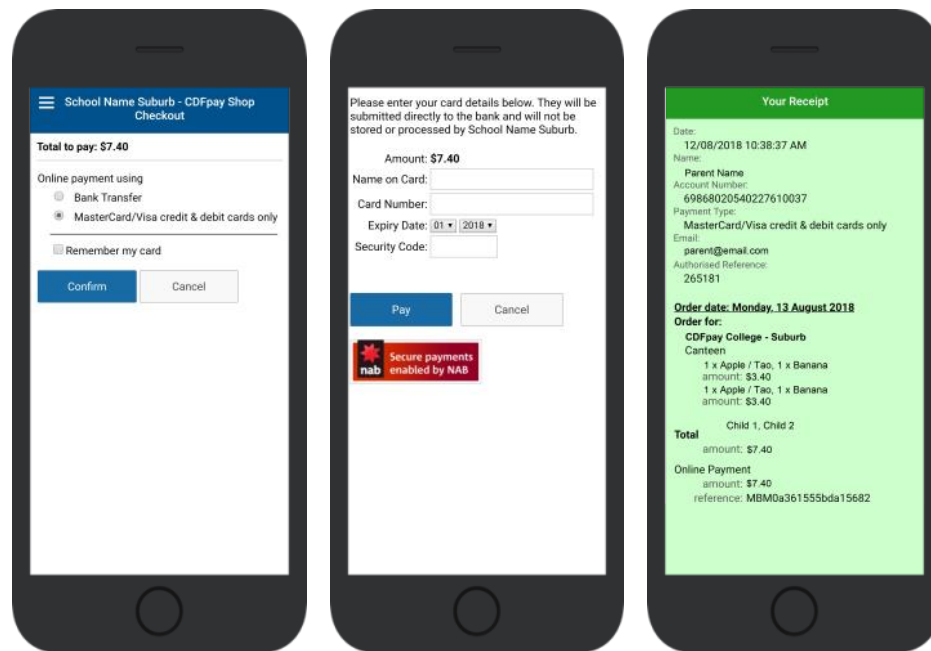 School Name Suburb - CDFpay Shop
Checkout
Total to pay: $7.40
Online payment using
Bank Transfer
MasterCard/Visa credit & debit cards only
Remember my card
Confirm
Cancel
Please enter your card details below. They will be
submitted directly to the bank and will not be
stored or processed by School Name Suburb.
Amount: $7.40
Name on Card:
Card Number:
Expiry Date: 01 2018
Security Code:
Pay
Cancel
nab
Secure payments
enabled by NAB
Your Receipt
Date:
12/08/2018 10:38:37 AM
Name:
Parent Name
Account Number:
69868020540227610037
Payment Type:
MasterCard/Visa credit & debit cards only
Email:
parent@email.com
Authorised Reference:
265181
Order date: Monday, 13 August 2018
Order for:
CDFpay College - Suburb
Canteen
1 x Apple / Tao, 1 x Banana
amount: $3.40
1 x Apple / Tao, 1 x Banana
amount: $3.40
Child 1, Child 2
Total
amount: $7.40
Online Payment
amount: $7.40
reference: MBM0a361555bda15682